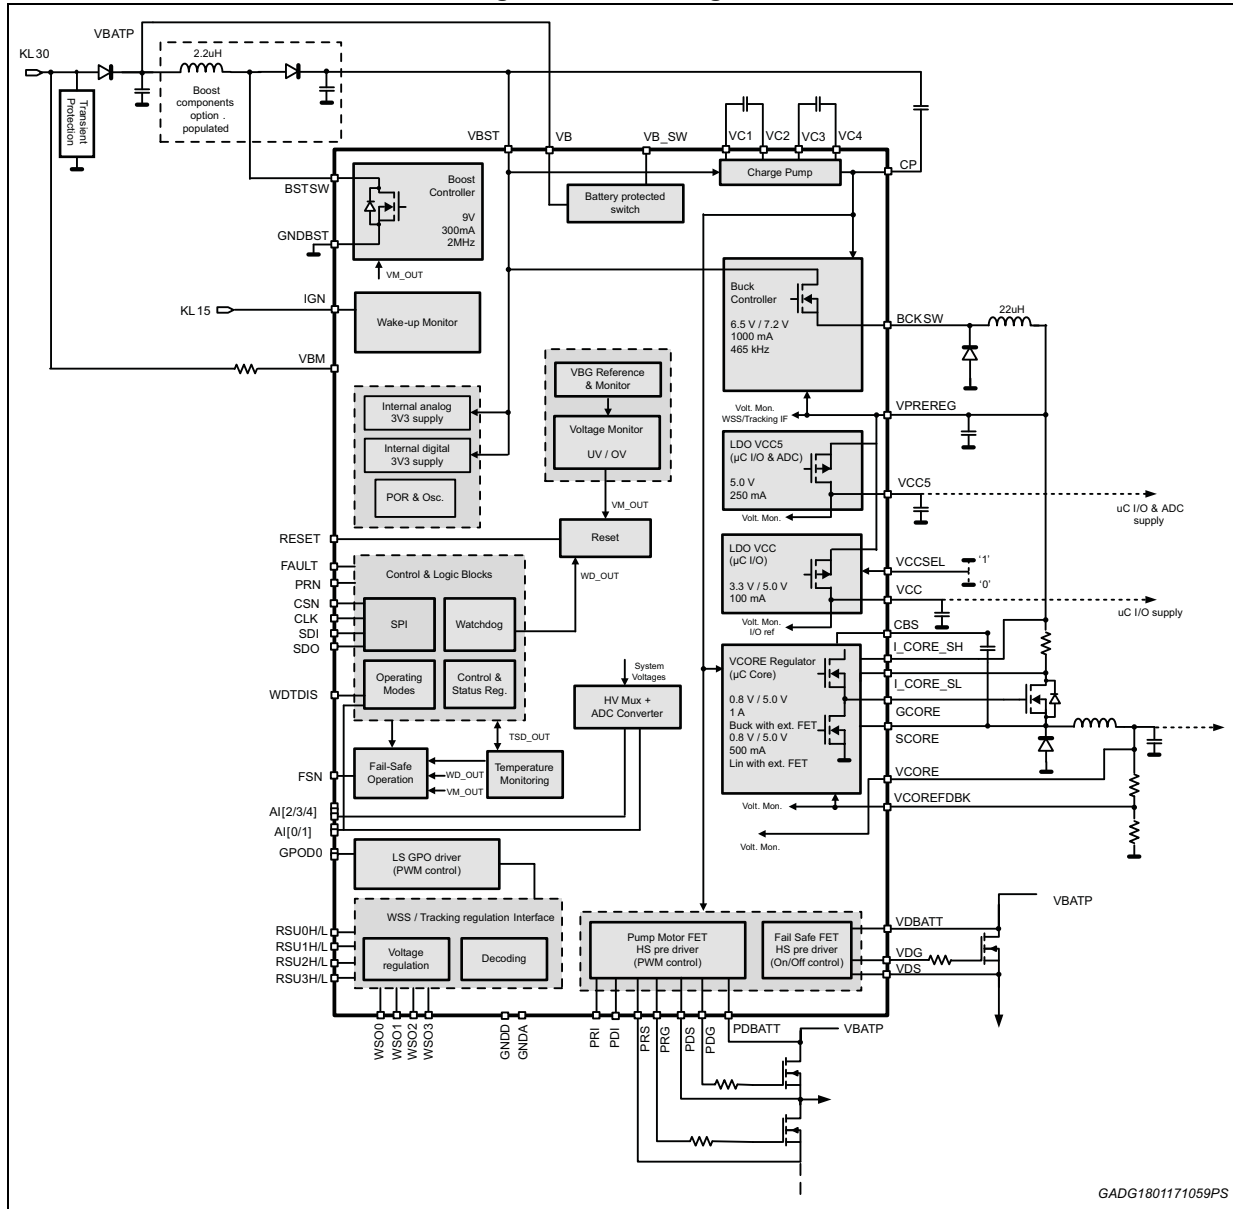 VBATP
KL30
2.2uH
Boost
components
option .
populated
Transient
Protection
VBST
VB
VB_SW
VC1
VC2
VC3
VC4
CP
Charge Pump
BSTSW
Boost
Controller
9V
300mA
2MHz
GNDBST
VM_OUT
Battery protected
switch
Buck
Controller
6.5 V / 7.2 V
1000 mA
465 kHz
BCKSW
22uH
IGN
KL15
Wake-up Monitor
VBM
VBG Reference
& Monitor
Voltage Monitor
UV / OV
VM_OUT
Volt. Mon.
WSS/Tracking IF
VPREREG
Internal analog
3V3 supply
Internal digital
3V3 supply
POR & Osc.
LDO VCC5
(µC I/O & ADC)
5.0 V
250 mA
Volt. Mon.
VCC5
uC I/O & ADC
supply
RESET
Reset
LDO VCC
(µC I/O)
3.3 V / 5.0 V
100 mA
Volt. Mon.
I/O ref
VCCSEL
'1'
'0'
VCC
uC I/O supply
FAULT
PRN
CSN
CLK
SDI
SDO
WDTDIS
Control & Logic Blocks
SPI
Watchdog
WD_OUT
Operating
Modes
Control &
Status Reg.
TSD_OUT
System
Voltages
HV Mux +
ADC Converter
CBS
I_CORE_SH
I_CORE_SL
GCORE
SCORE
VCORE
VCOREFDBK
VCORE Regulator
(µC Core)
0.8 V / 5.0 V
1 A
Buck with ext. FET
0.8 V / 5.0 V
500 mA
Lin with ext. FET
Volt. Mon.
Volt. Mon.
FSN
Fail-Safe
Operation
WD_OUT
VM_OUT
Temperature
Monitoring
AI[2/3/4]
AI[0/1]
GPOD0
LS GPO driver
(PWM control)
WSS / Tracking regulation Interface
Voltage
regulation
Decoding
RSU0H/L
RSU1H/L
RSU2H/L
RSU3H/L
WSO0
WSO1
WSO2
WSO3
GNDD
GNDA
Pump Motor FET
HS pre driver
(PWM control)
Fail Safe FET
HS pre driver
(On/Off control)
VDBATT
VDG
VDS
VBATP
PRI
PDI
PRS
PRG
PDS
PDG
PDBATT
VBATP
GADG1801171059PS